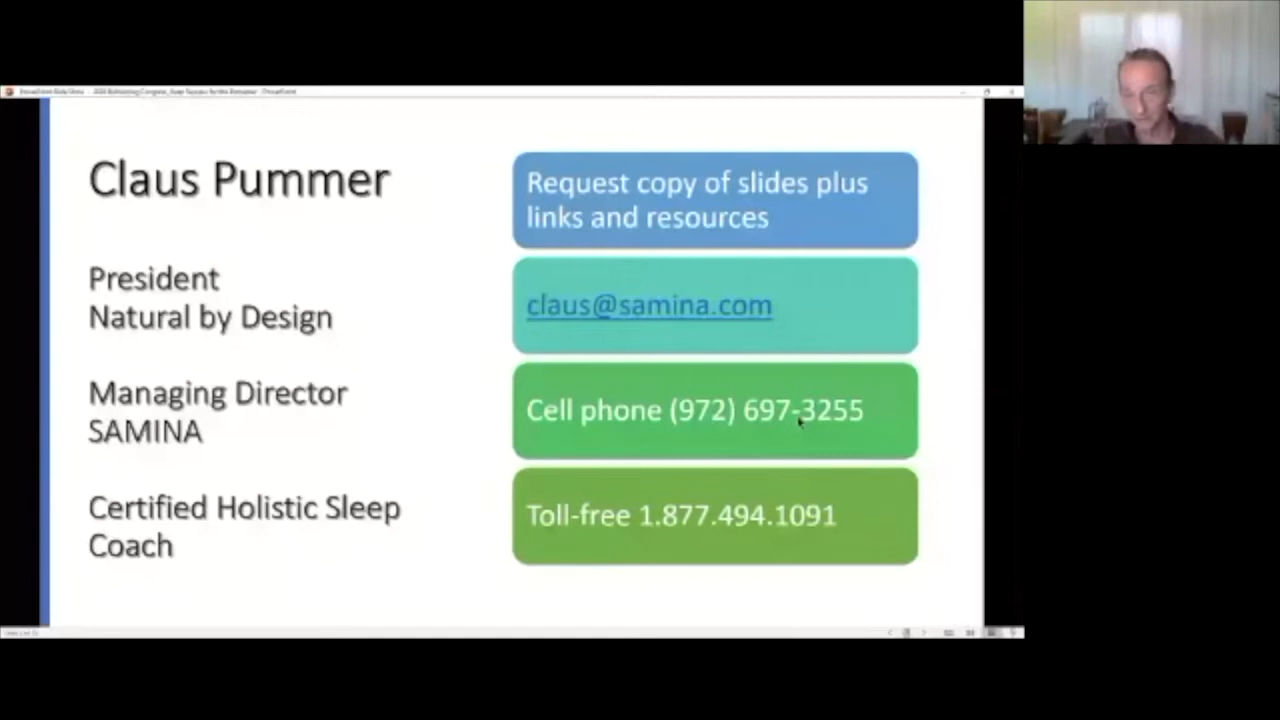 Claus Pummer
President
Natural by Design
Managing Director
SAMINA
Certified Holistic Sleep
Coach
Request copy of slides plus
links and resources
claus@samina.com
Cell phone (972) 697-3255
Toll-free 1.877.494.1091